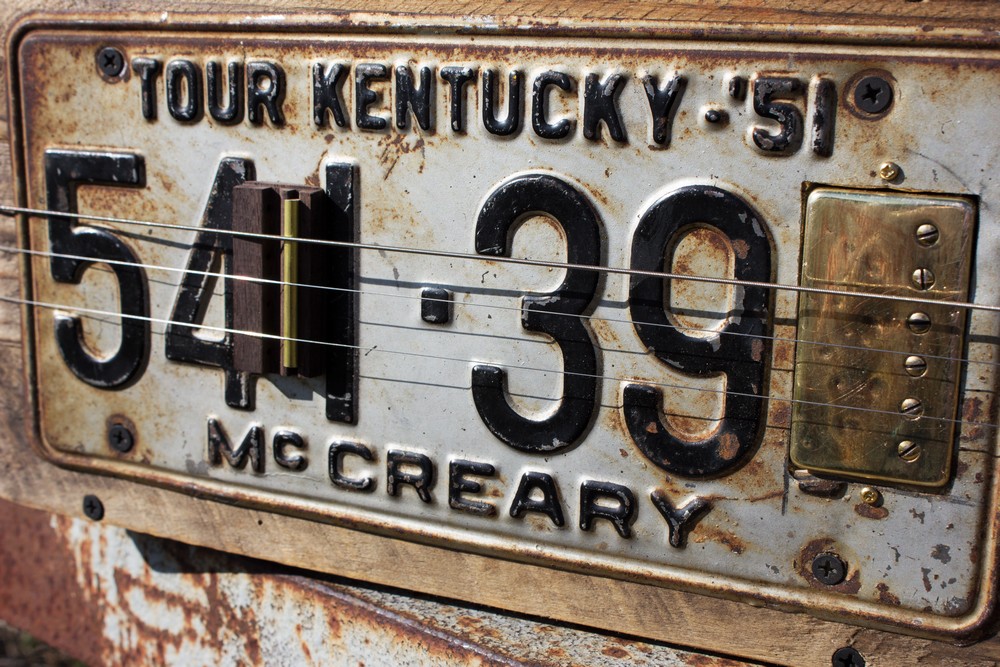 TOUR KENTUCKY · '51
541·39
MCCREARY